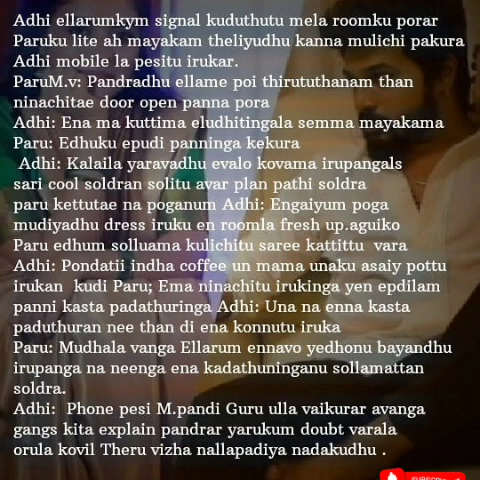 Adhi ellarumkym signal kuduthutu mela roomku porar
Paruku lite ah mayakam theliyudhu kanna mulichi pakura
Adhi mobile la pesitu irukar.
ParuM.v: Pandradhu ellame poi thirututhanam than
ninachitae door open panna pora
Adhi: Ena ma kuttima eludhitingala semma mayakama
Paru: Edhuku epudi panninga kekura
Adhi: Kalaila yaravadhu evalo kovama irupangals
sari cool soldran solitu avar plan pathi soldra
paru kettutae na poganum Adhi: Engaiyum poga
mudiyadhu dress iruku en roomla fresh up.aguiko
Paru edhum solluama kulichitu saree kattittu vara
Adhi: Pondatii indha coffee un mama unaku asaiy pottu
irukan kudi Paru; Ema ninachitu irukinga yen epdilam
panni kasta padathuringa Adhi: Una na enna kasta
paduthuran nee than di ena konnutu iruka
Paru: Mudhala vanga Ellarum ennavo yedhonu bayandhu
irupanga na neenga ena kadathuninganu sollamattan
soldra.
Adhi: Phone pesi M.pandi Guru ulla vaikurar avanga
gangs kita explain pandrar yarukum doubt varala
orula kovil Theru vizha nallapadiya nadakudhu .